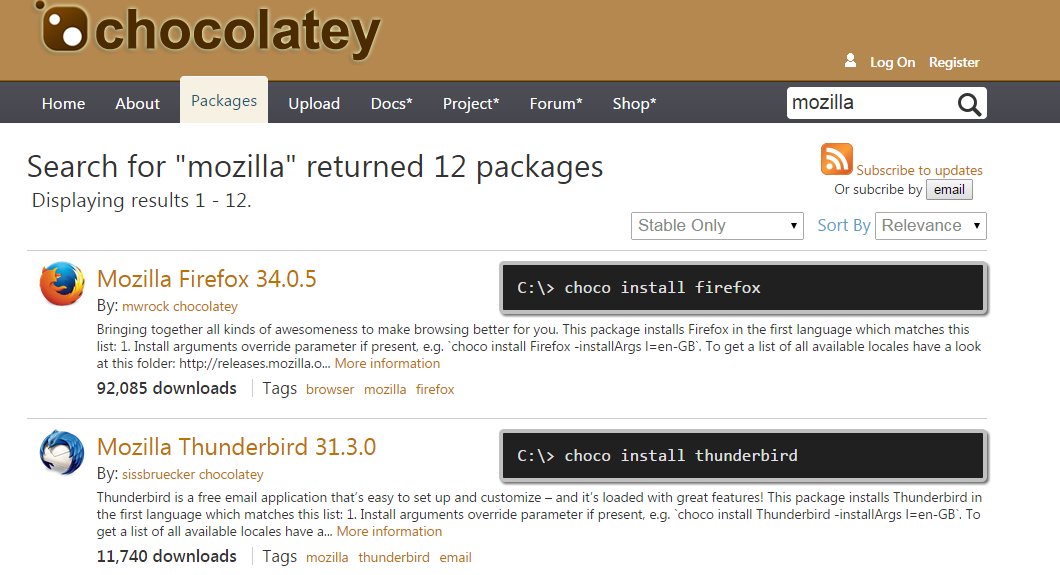 chocolatey
Log On Register
Home About Packages Upload Docs* Project* Forum* Shop* mozilla
Search for "mozilla" returned 12 packages
Displaying results 1 - 12.
Subscribe to updates
Or subcribe by email
Stable Only Sort By Relevance
Mozilla Firefox 34.0.5
C:\> choco install firefox
By: mwrock chocolatey
Bringing together all kinds of awesomeness to make browsing better for you. This package installs Firefox in the first language which matches this
list: 1. Install arguments override parameter if present, e.g. `choco install Firefox -installArgs l=en-GB`. To get a list of all available locales have a look
at this folder: http://releases.mozilla.o... More information
92,085 downloads Tags browser mozilla firefox
Mozilla Thunderbird 31.3.0
C:\> choco install thunderbird
By: sissbruecker chocolatey
Thunderbird is a free email application that's easy to set up and customize – and it's loaded with great features! This package installs Thunderbird in
the first language which matches this list: 1. Install arguments override parameter if present, e.g. `choco install Thunderbird -installArgs l=en-GB`. To
get a list of all available locales have a... More information
11,740 downloads Tags mozilla thunderbird email